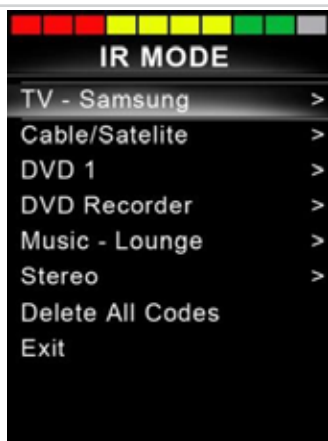 IR MODE
TV - Samsung >
Cable/Satelite >
DVD 1 >
DVD Recorder >
Music - Lounge >
Stereo >
Delete All Codes
Exit